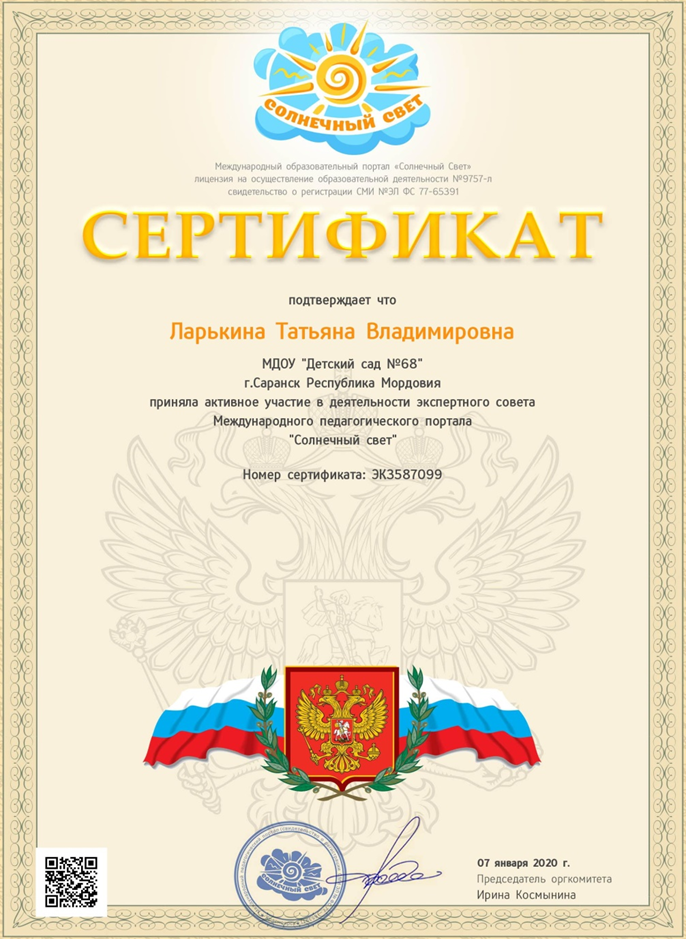 СОЛНЕЧНЫЙ СВЕТ
Международный образовательный портал «Солнечный Свет»
лицензия на осуществление образовательной деятельности №9757-л
свидетельство о регистрации СМИ №ЭЛ ФС 77-65391
СЕРТИФИКАТ
подтверждает что
Ларькина Татьяна Владимировна
МДОУ "Детский сад №68"
г.Саранск Республика Мордовия
приняла активное участие в деятельности экспертного совета
Международного педагогического портала
"Солнечный свет"
Номер сертификата: ЭК3587099
СОЛНЕЧНЫЙ СВЕТ
07 января 2020 г.
Председатель оргкомитета
Ирина Космынина